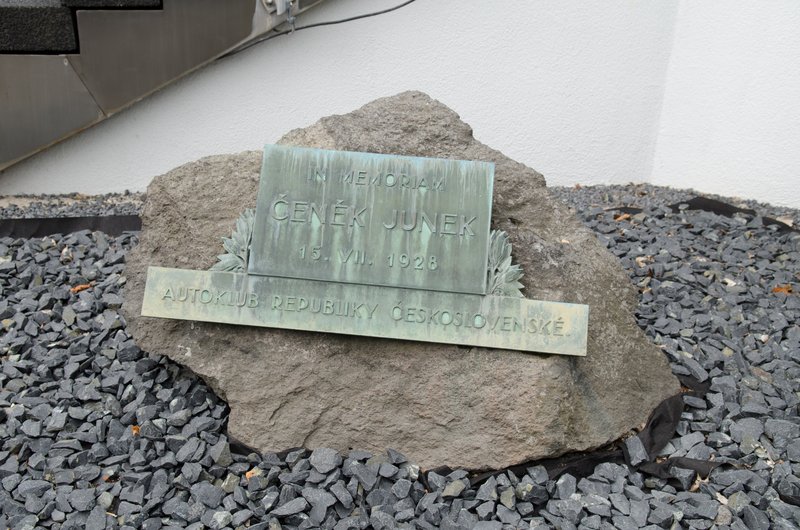 IN MEMORIAM
ČENĚK JUNEK
15. VII. 1928
AUTOKLUB REPUBLIKY ČESKOSLOVENSKÉ.